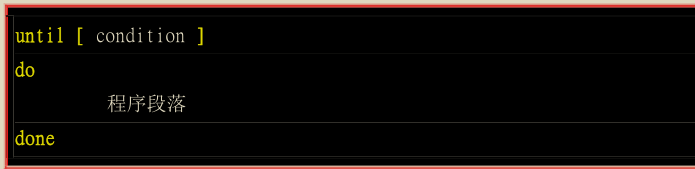 until [ condition ]
do
程序段落
done